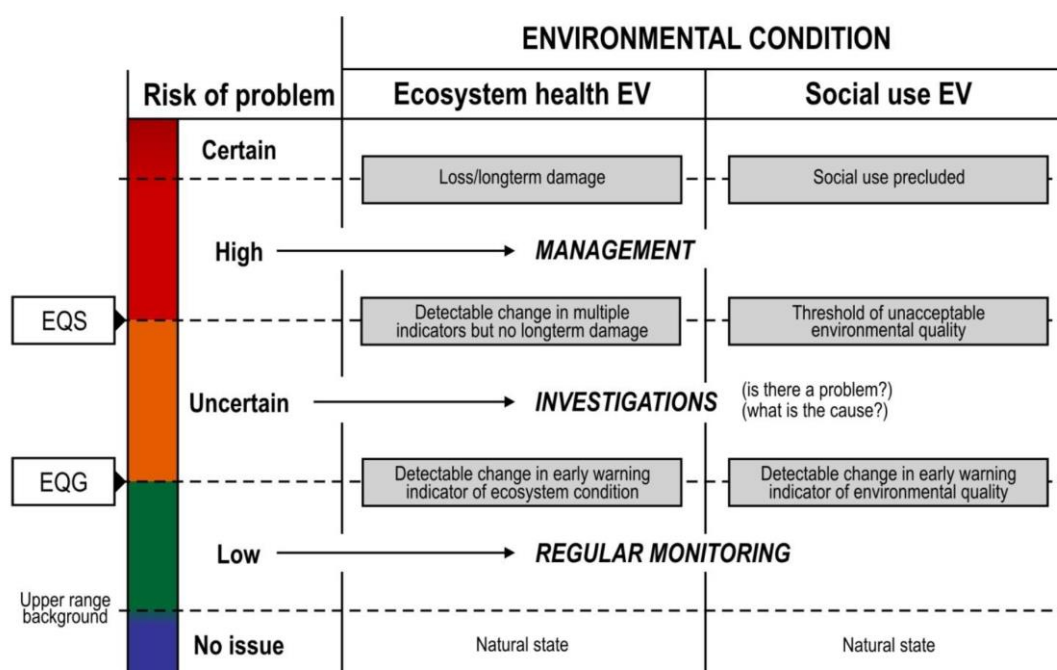 ENVIRONMENTAL CONDITION
Risk of problem
Ecosystem health EV
Social use EV
Certain
Loss/longterm damage
Social use precluded
High
MANAGEMENT
EQS
Detectable change in multiple
indicators but no longterm damage
Threshold of unacceptable
environmental quality
Uncertain
INVESTIGATIONS
(is there a problem?)
(what is the cause?)
EQG
Detectable change in early warning
indicator of ecosystem condition
Detectable change in early warning
indicator of environmental quality
Low
REGULAR MONITORING
Upper range
background
No issue
Natural state
Natural state